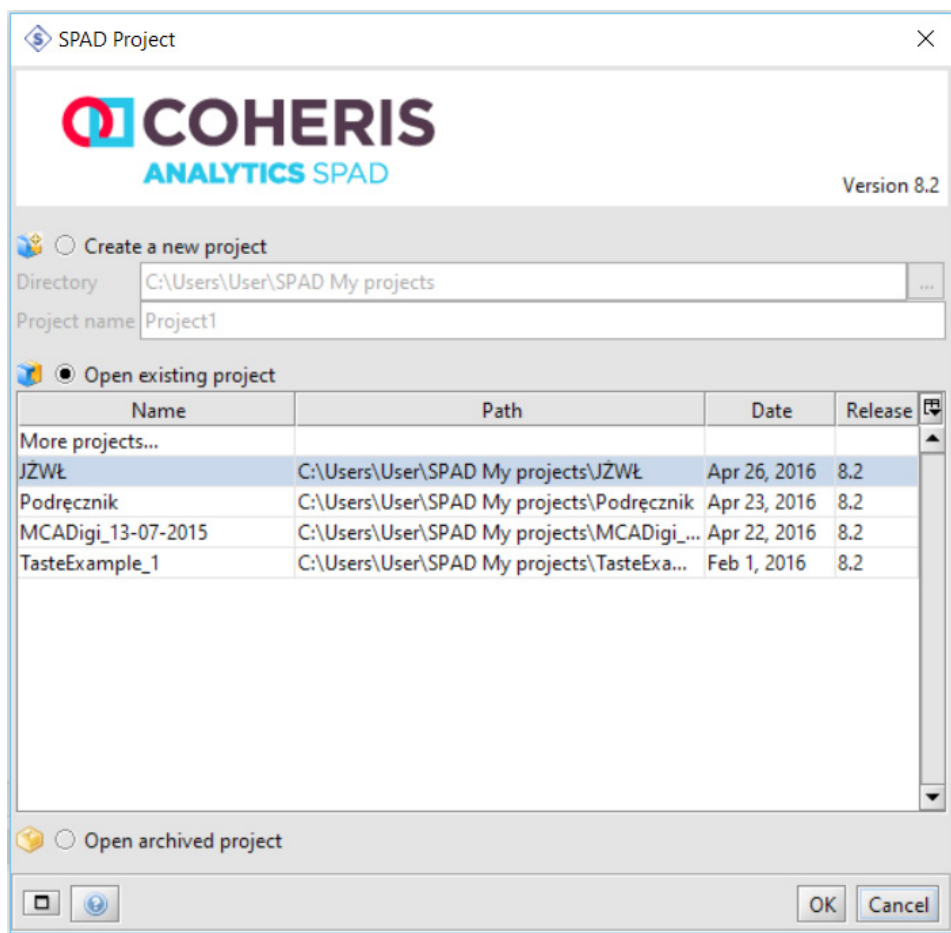 SPAD Project
COHERIS
ANALYTICS SPAD
Version 8.2
Create a new project
Directory C:\Users\User\SPAD My projects ...
Project name Project1
Open existing project
Name Path Date Release
More projects...
JŻWŁ C:\Users\User\SPAD My projects\JŻWŁ Apr 26, 2016 8.2
Podręcznik C:\Users\User\SPAD My projects\Podręcznik Apr 23, 2016 8.2
MCADigi_13-07-2015 C:\Users\User\SPAD My projects\MCADigi_... Apr 22, 2016 8.2
TasteExample_1 C:\Users\User\SPAD My projects\TasteExa... Feb 1, 2016 8.2
Open archived project
OK Cancel